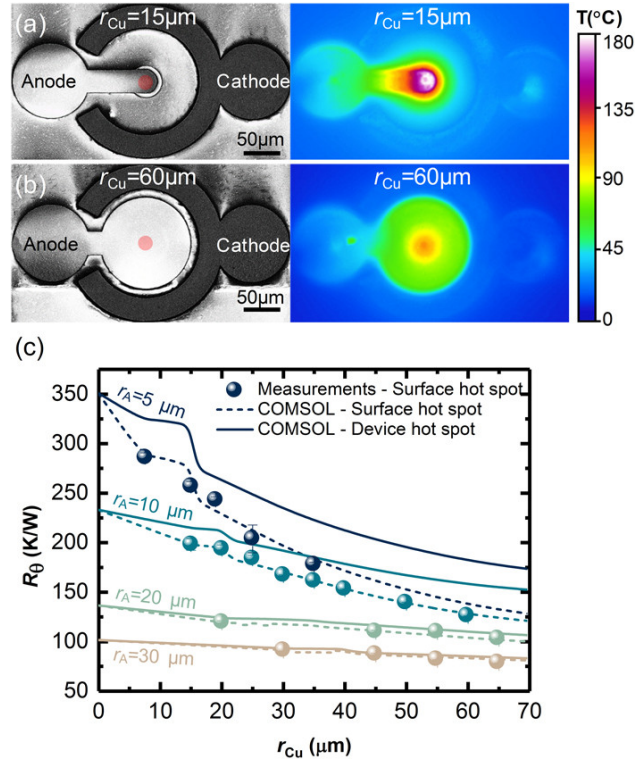 (a)
r_Cu=15μm
Anode
Cathode
50μm
r_Cu=15μm
T(°C)
180
135
90
45
0
(b)
r_Cu=60μm
Anode
Cathode
50μm
r_Cu=60μm
(c)
350
300
250
200
150
100
50
R_θ (K/W)
r_A=5 μm
r_A=10 μm
r_A=20 μm
r_A=30 μm
Measurements - Surface hot spot
COMSOL - Surface hot spot
COMSOL - Device hot spot
0 10 20 30 40 50 60 70
r_Cu (μm)